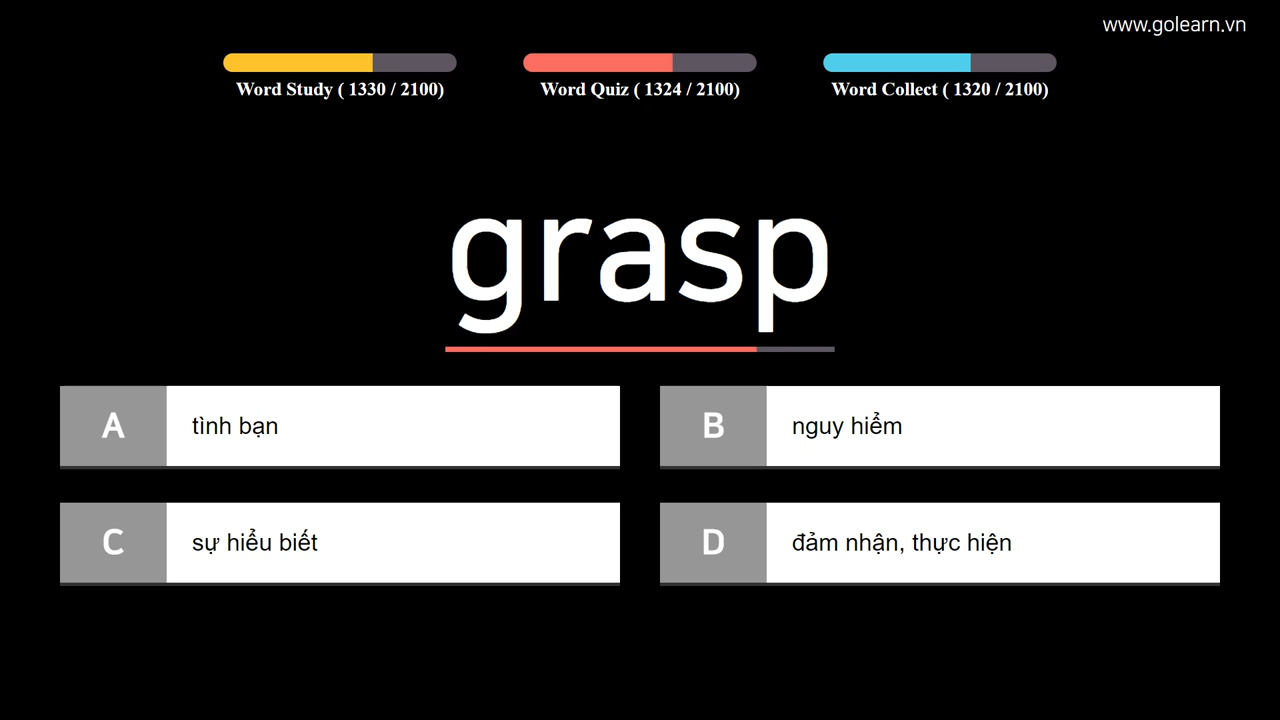 www.golearn.vn
Word Study ( 1330 / 2100)
Word Quiz ( 1324 / 2100)
Word Collect ( 1320 / 2100)
grasp
A tình bạn
B nguy hiểm
C sự hiểu biết
D đảm nhận, thực hiện